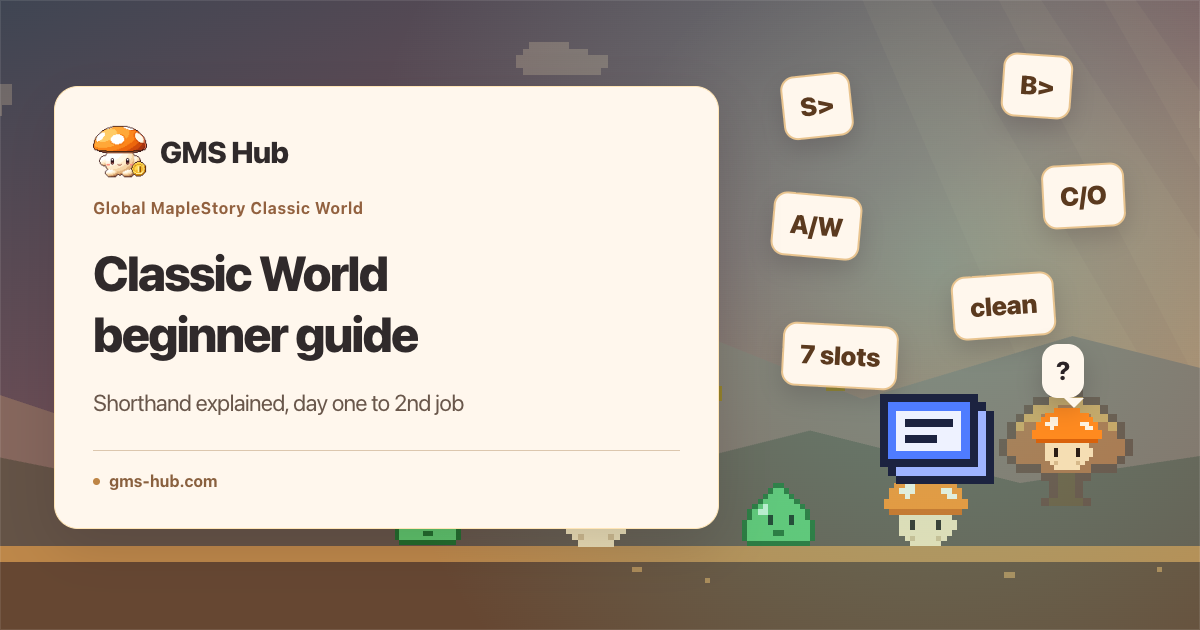 GMS Hub
Global MapleStory Classic World
Classic World
beginner guide
Shorthand explained, day one to 2nd job
gms-hub.com
S>
B>
A/W
C/O
clean
7 slots
?